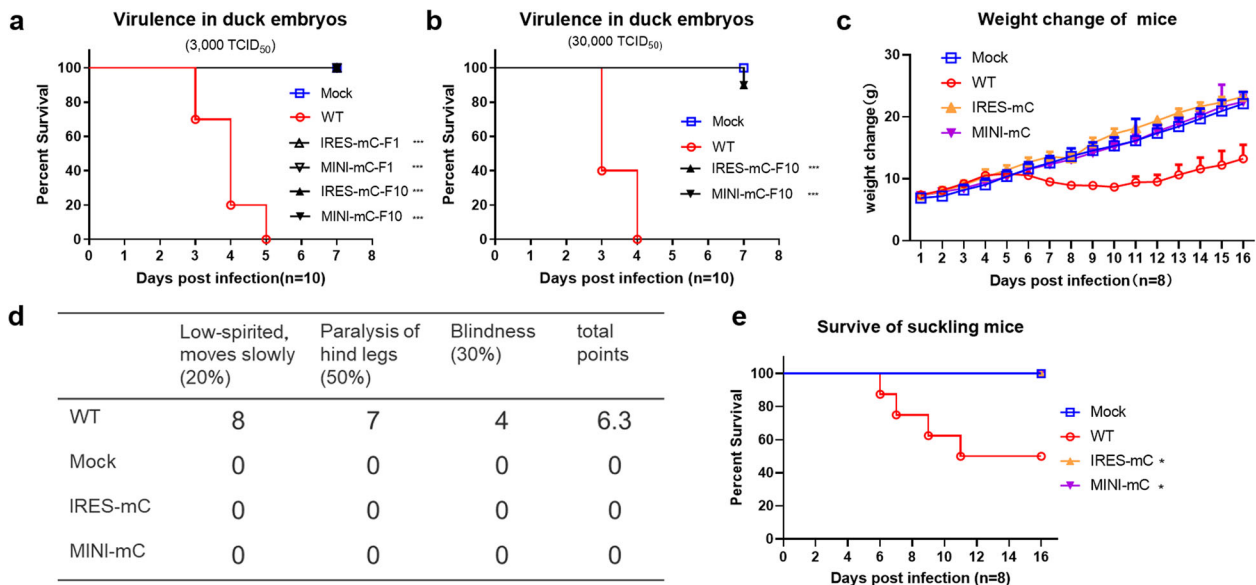 a
Virulence in duck embryos
(3,000 TCID50)
Percent Survival
100
80
60
40
20
0
0 1 2 3 4 5 6 7 8
Days post infection(n=10)
Mock
WT
IRES-mC-F1 ***
MINI-mC-F1 ***
IRES-mC-F10 ***
MINI-mC-F10 ***
b
Virulence in duck embryos
(30,000 TCID50)
Percent Survival
100
80
60
40
20
0
0 1 2 3 4 5 6 7 8
Days post infection(n=10)
Mock
WT
IRES-mC-F10 ***
MINI-mC-F10 ***
c
Weight change of mice
weight change(g)
30
20
10
0
1 2 3 4 5 6 7 8 9 10 11 12 13 14 15 16
Days post infection(n=8)
Mock
WT
IRES-mC
MINI-mC
d
Low-spirited, moves slowly (20%)
Paralysis of hind legs (50%)
Blindness (30%)
total points
WT 8 7 4 6.3
Mock 0 0 0 0
IRES-mC 0 0 0 0
MINI-mC 0 0 0 0
e
Survive of suckling mice
Percent Survival
100
80
60
40
20
0
0 2 4 6 8 10 12 14 16
Days post infection (n=8)
Mock
WT
IRES-mC *
MINI-mC *